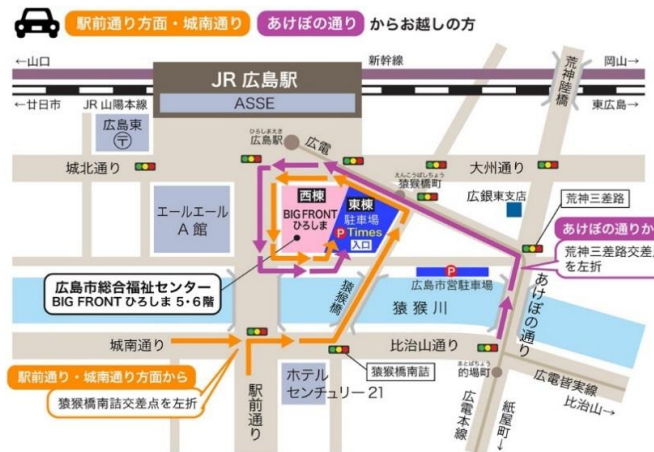 駅前通り方面・城南通り
あけぼの通り
からお越しの方
←山口
新幹線
岡山→
JR 広島駅
ASSE
←廿日市
JR 山陽本線
東広島→
荒神陸橋
広島東
〒
ひろしまえき
広島駅
広電
城北通り
大州通り
えんこうばしちょう
猿猴橋町
広銀東支店
荒神三差路
エールエール
A 館
西棟
BIG FRONT
ひろしま
東棟
駐車場
P Times
入口
あけぼの通りか
荒神三差路交差点
を左折
広島市総合福祉センター
BIG FRONT ひろしま 5・6 階
P
広島市営駐車場
猿猴橋
猿猴川
あけぼの通り
城南通り
比治山通り
駅前通り・城南通り方面から
猿猴橋南詰交差点を左折
猿猴橋南詰
まとばちょう
的場町
駅前通り
ホテル
センチュリー 21
広電皆実線
比治山→
広電本線
紙屋町→